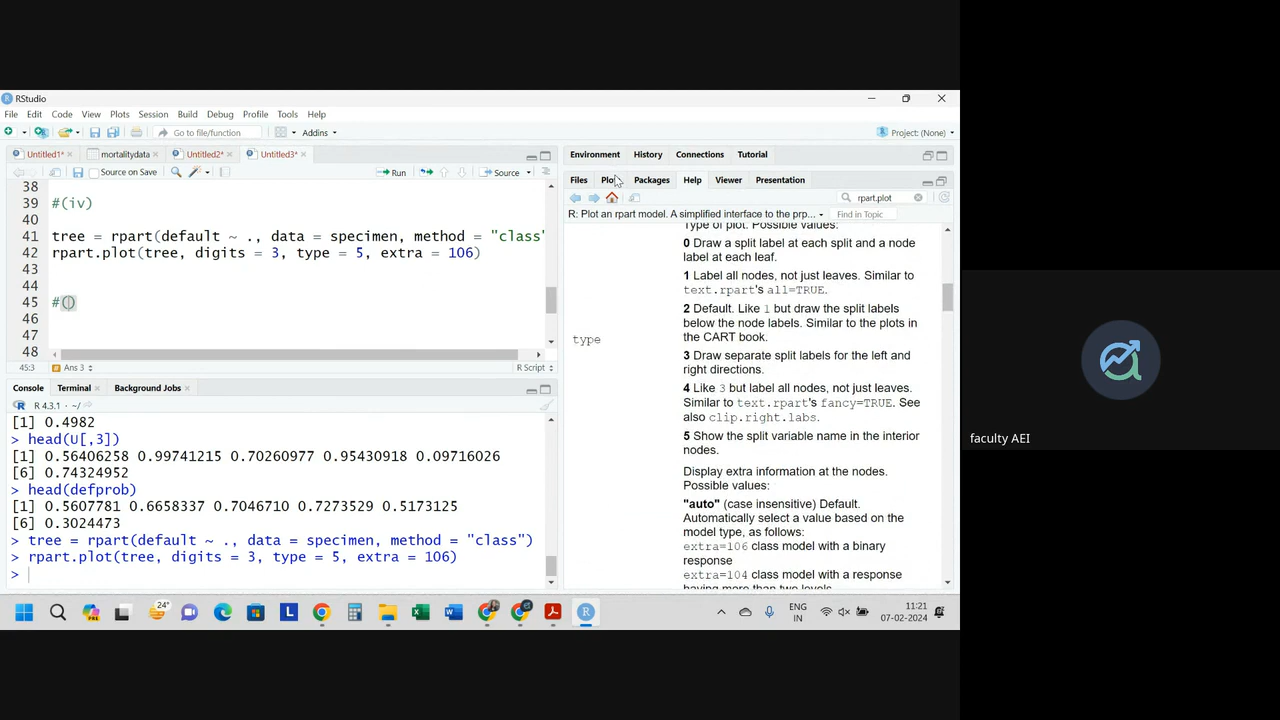 RStudio
File Edit Code View Plots Session Build Debug Profile Tools Help
Go to file/function Addins Project: (None)
Untitled1* mortalitydata Untitled2* Untitled3*
Source on Save Run Source
38
39 #(iv)
40
41 tree = rpart(default ~ ., data = specimen, method = "class"
42 rpart.plot(tree, digits = 3, type = 5, extra = 106)
43
44
45 #()
46
47
48
45:3 Ans 3 R Script
Console Terminal Background Jobs
R 4.3.1 · ~/
[1] 0.4982
> head(U[,3])
[1] 0.56406258 0.99741215 0.70260977 0.95430918 0.09716026
[6] 0.74324952
> head(defprob)
[1] 0.5607781 0.6658337 0.7046710 0.7273529 0.5173125
[6] 0.3024473
> tree = rpart(default ~ ., data = specimen, method = "class")
> rpart.plot(tree, digits = 3, type = 5, extra = 106)
>
Environment History Connections Tutorial
Files Plo Packages Help Viewer Presentation
rpart.plot
R: Plot an rpart model. A simplified interface to the prp... Find in Topic
Type of plot. Possible values:
0 Draw a split label at each split and a node
label at each leaf.
1 Label all nodes, not just leaves. Similar to
text.rpart's all=TRUE.
2 Default. Like 1 but draw the split labels
below the node labels. Similar to the plots in
the CART book.
type
3 Draw separate split labels for the left and
right directions.
4 Like 3 but label all nodes, not just leaves.
Similar to text.rpart's fancy=TRUE. See
also clip.right.labs.
5 Show the split variable name in the interior
nodes.
Display extra information at the nodes.
Possible values:
"auto" (case insensitive) Default.
Automatically select a value based on the
model type, as follows:
extra=106 class model with a binary
response
extra=104 class model with a response
having more than two levels
24°
ENG
IN
11:21
07-02-2024
faculty AEI